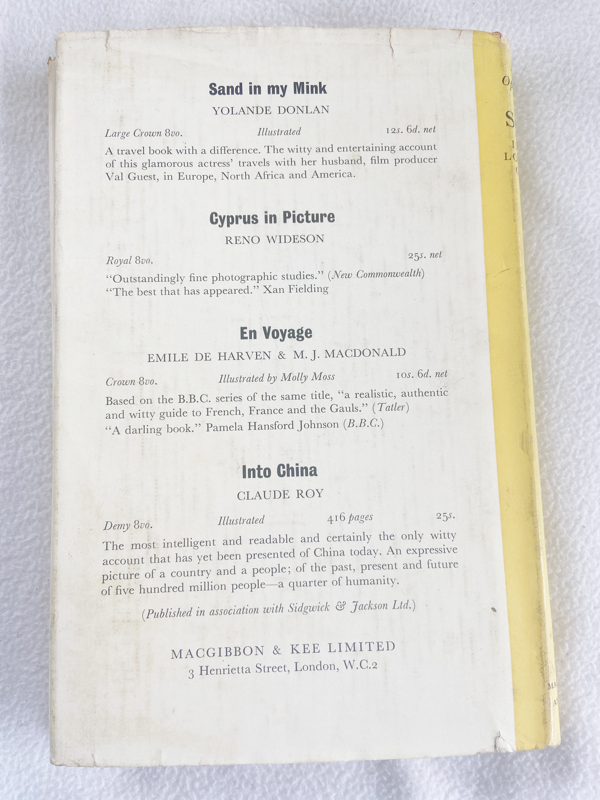 Sand in my Mink
YOLANDE DONLAN
Large Crown 8vo. Illustrated 12s. 6d. net
A travel book with a difference. The witty and entertaining account
of this glamorous actress' travels with her husband, film producer
Val Guest, in Europe, North Africa and America.
Cyprus in Picture
RENO WIDESON
Royal 8vo. 25s. net
"Outstandingly fine photographic studies." (New Commonwealth)
"The best that has appeared." Xan Fielding
En Voyage
EMILE DE HARVEN & M. J. MACDONALD
Crown 8vo. Illustrated by Molly Moss 10s. 6d. net
Based on the B.B.C. series of the same title, "a realistic, authentic
and witty guide to French, France and the Gauls." (Tatler)
"A darling book." Pamela Hansford Johnson (B.B.C.)
Into China
CLAUDE ROY
Demy 8vo. Illustrated 416 pages 25s.
The most intelligent and readable and certainly the only witty
account that has yet been presented of China today. An expressive
picture of a country and a people; of the past, present and future
of five hundred million people—a quarter of humanity.
(Published in association with Sidgwick & Jackson Ltd.)
MACGIBBON & KEE LIMITED
3 Henrietta Street, London, W.C.2